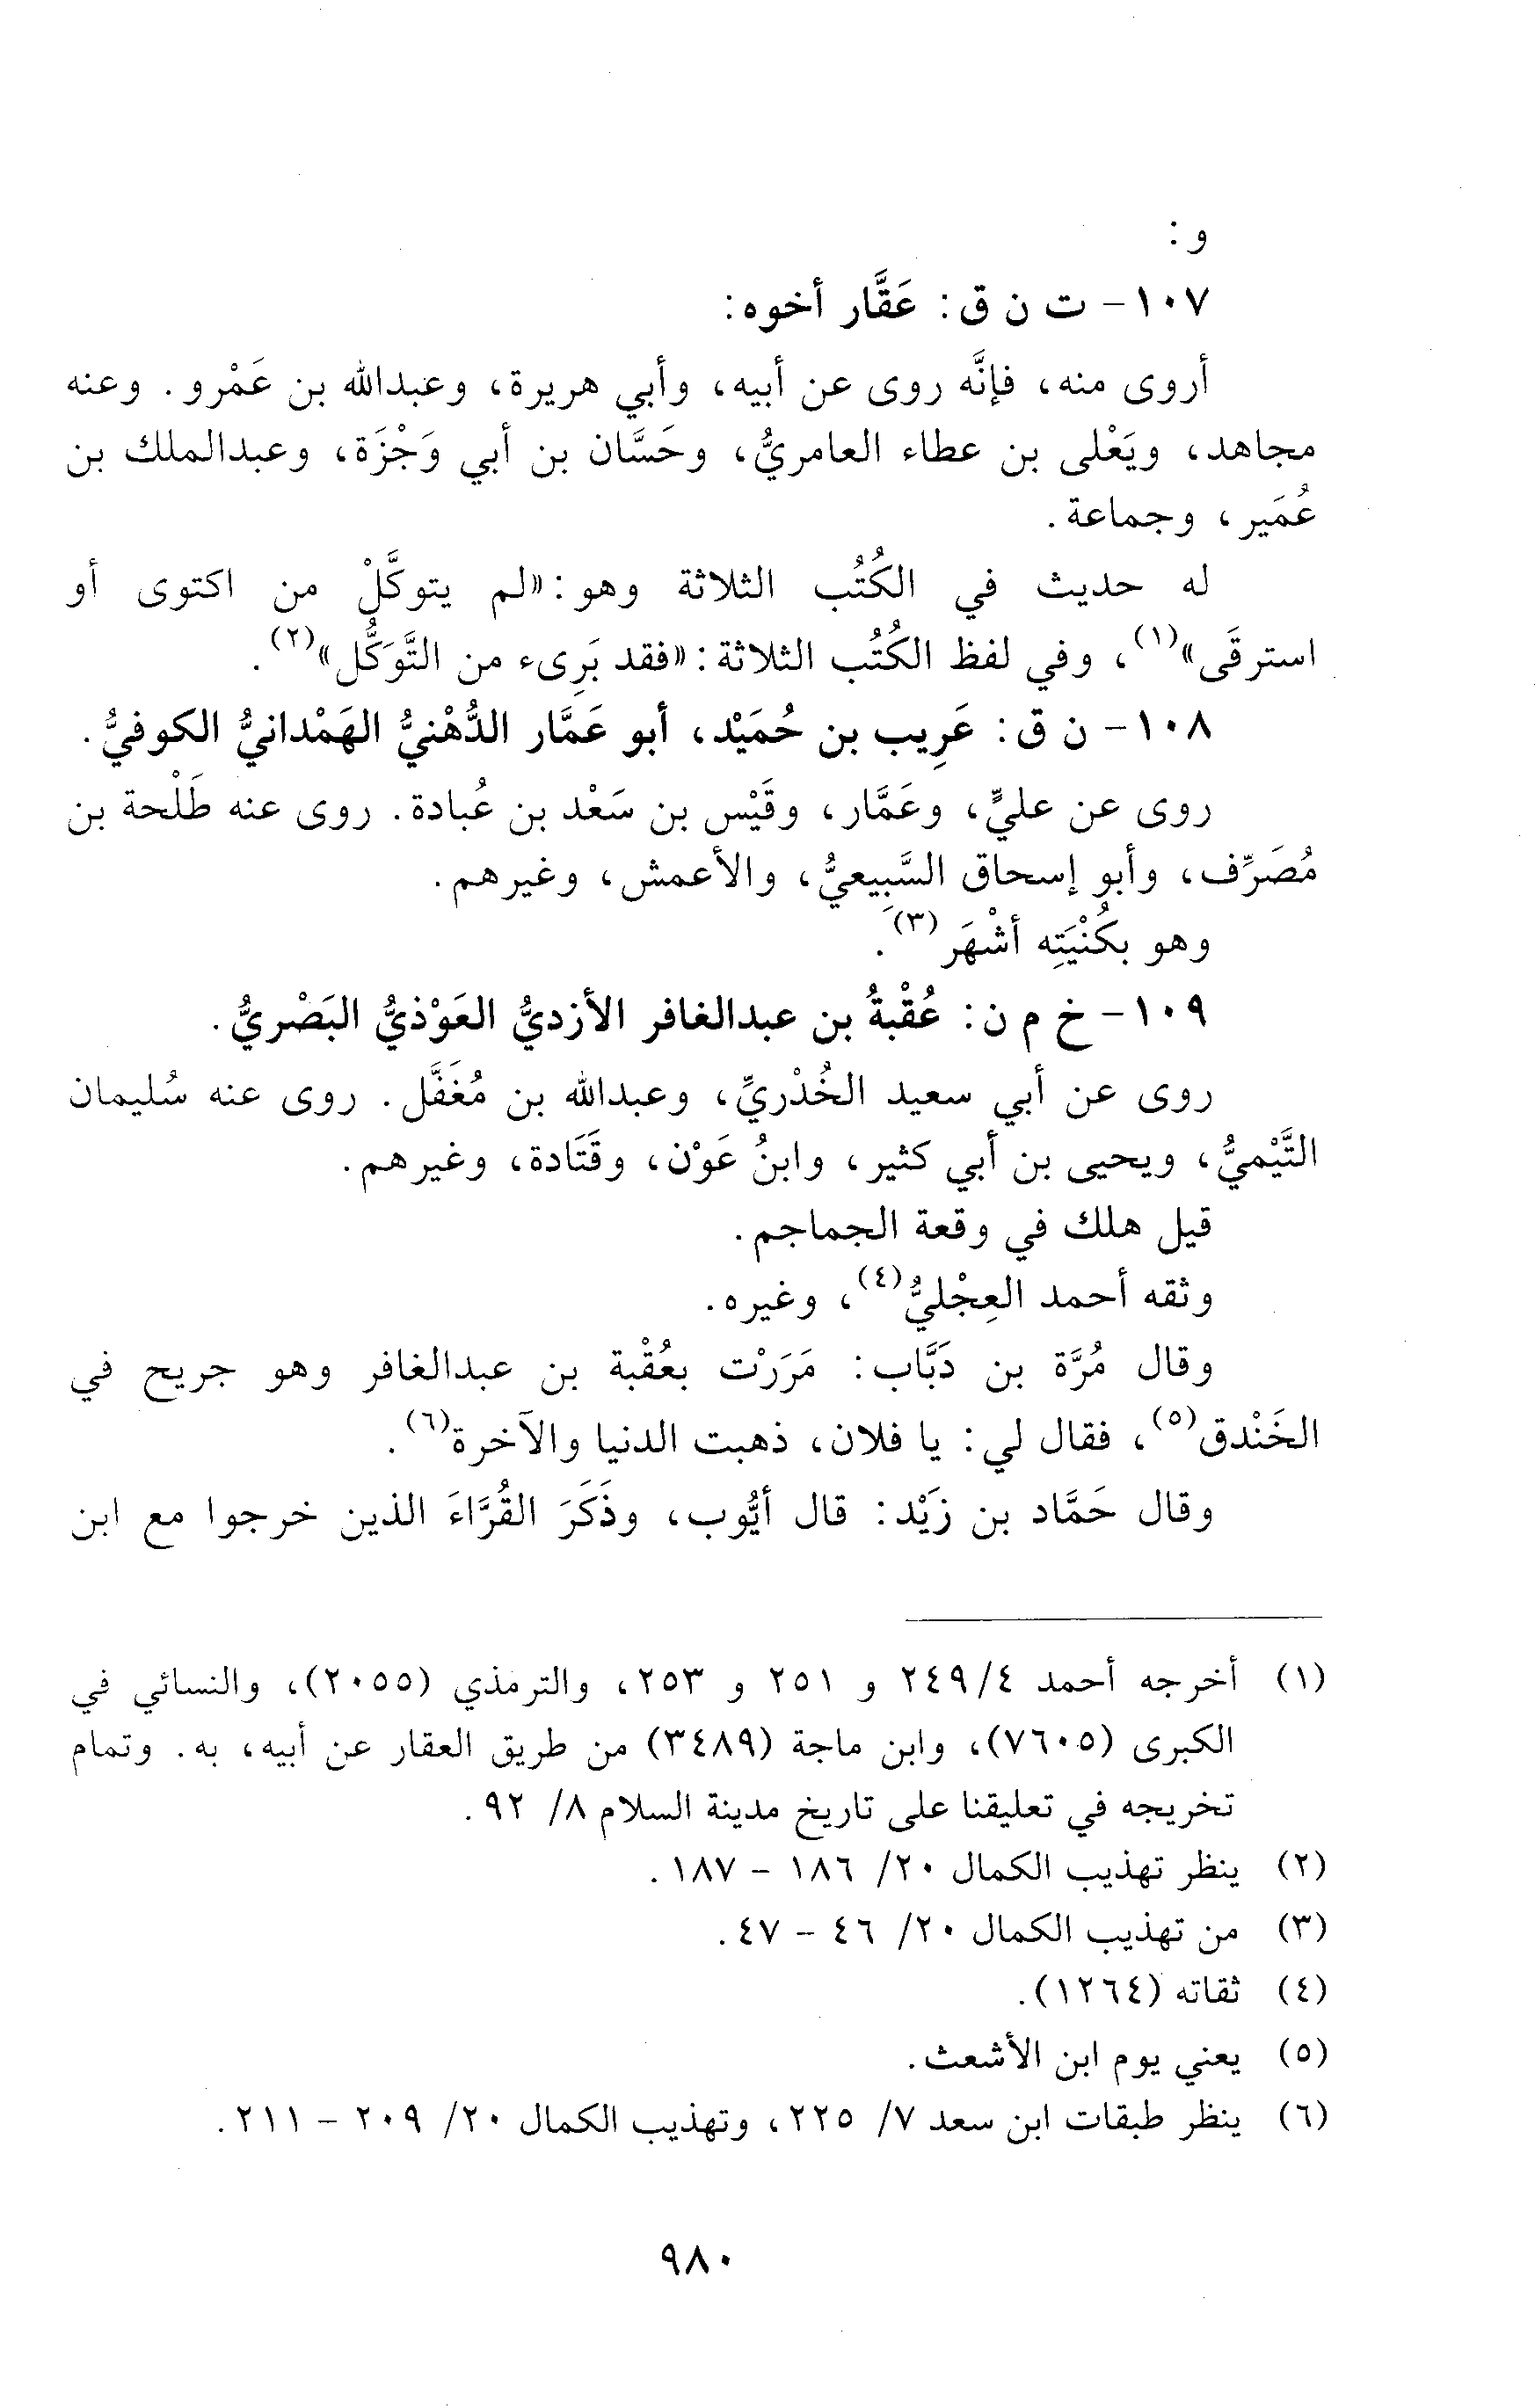 و :
١٠٧- ت ن ق: عَقَّار أخوه:
أروى منه، فإنَّه روى عن أبيه، وأبي هريرة، وعبدالله بن عَمْرو. وعنه
مجاهد، ويَعْلى بن عطاء العامريُّ، وحَسَّان بن أبي وَجْزَة، وعبدالملك بن
عُمَير، وجماعة.
له حديث في الكُتُب الثلاثة وهو: «لم يتوكَّلْ من اكتوى أو
استرقَى»(١)، وفي لفظ الكُتُب الثلاثة: «فقد بَرِىء من التَّوَكُّل»(٢).
١٠٨- ن ق: عَرِيب بن حُمَيْد، أبو عَمَّار الدُّهْنيُّ الهَمْدانيُّ الكوفيُّ.
روى عن عليٍّ، وعَمَّار، وقَيْس بن سَعْد بن عُبادة. روى عنه طَلْحة بن
مُصَرِّف، وأبو إسحاق السَّبِيعيُّ، والأعمش، وغيرهم.
وهو بكُنْيَتِه أشْهَر(٣).
١٠٩- خ م ن: عُقْبةُ بن عبدالغافر الأزديُّ العَوْذيُّ البَصْريُّ.
روى عن أبي سعيد الخُدْريِّ، وعبدالله بن مُغَفَّل. روى عنه سُليمان
التَّيْميُّ، ويحيى بن أبي كثير، وابنُ عَوْن، وقَتَادة، وغيرهم.
قيل هلك في وقعة الجماجم.
وثقه أحمد العِجْليُّ(٤)، وغيره.
وقال مُرَّة بن دَبَّاب: مَرَرْت بعُقْبة بن عبدالغافر وهو جريح في
الخَنْدق(٥)، فقال لي: يا فلان، ذهبت الدنيا والآخرة(٦).
وقال حَمَّاد بن زَيْد: قال أيُّوب، وذَكَرَ القُرَّاءَ الذين خرجوا مع ابن
(١) أخرجه أحمد ٤/٢٤٩ و ٢٥١ و ٢٥٣، والترمذي (٢٠٥٥)، والنسائي في
الكبرى (٧٦٠٥)، وابن ماجة (٣٤٨٩) من طريق العقار عن أبيه، به. وتمام
تخريجه في تعليقنا على تاريخ مدينة السلام ٨/ ٩٢.
(٢) ينظر تهذيب الكمال ٢٠/ ١٨٦ - ١٨٧.
(٣) من تهذيب الكمال ٢٠/ ٤٦ - ٤٧.
(٤) ثقاته (١٢٦٤).
(٥) يعني يوم ابن الأشعث.
(٦) ينظر طبقات ابن سعد ٧/ ٢٢٥، وتهذيب الكمال ٢٠/ ٢٠٩ - ٢١١.
٩٨٠